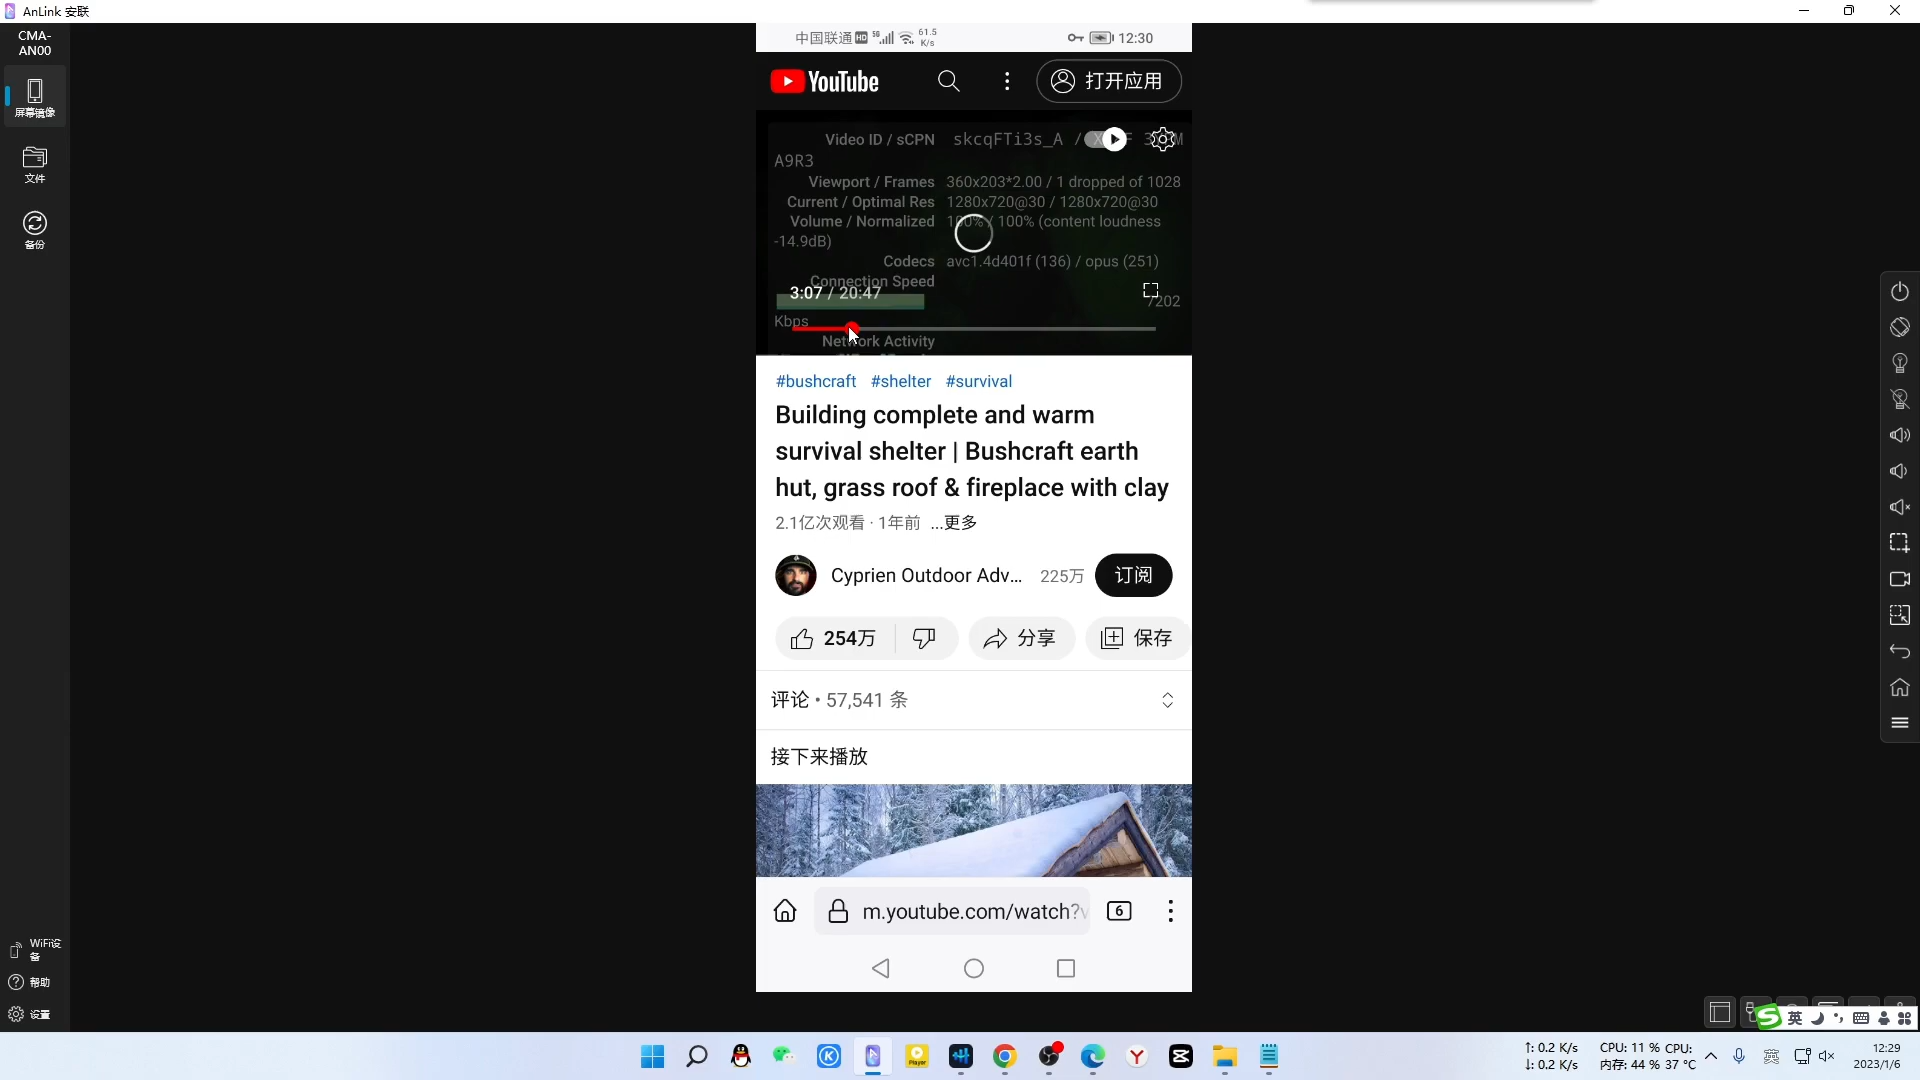 AnLink 安联
CMA-
AN00
屏幕镜像
文件
备份
WiFi设
备
帮助
设置
中国联通 HD 5G 61.5
K/s
12:30
YouTube
打开应用
Video ID / sCPN skcqFTi3s_A /
A9R3
Viewport / Frames 360x203*2.00 / 1 dropped of 1028
Current / Optimal Res 1280x720@30 / 1280x720@30
Volume / Normalized 100% / 100% (content loudness
-14.9dB)
Codecs avc1.4d401f (136) / opus (251)
Connection Speed
3:07 / 20:47
7202
Kbps
Network Activity
#bushcraft #shelter #survival
Building complete and warm
survival shelter | Bushcraft earth
hut, grass roof & fireplace with clay
2.1亿次观看 · 1年前 ...更多
Cyprien Outdoor Adv... 225万 订阅
254万 分享 保存
评论 • 57,541 条
接下来播放
m.youtube.com/watch?v
6
英
Player
↑: 0.2 K/s
↓: 0.2 K/s
CPU: 11 % CPU:
内存: 44 % 37 °C
英
12:29
2023/1/6